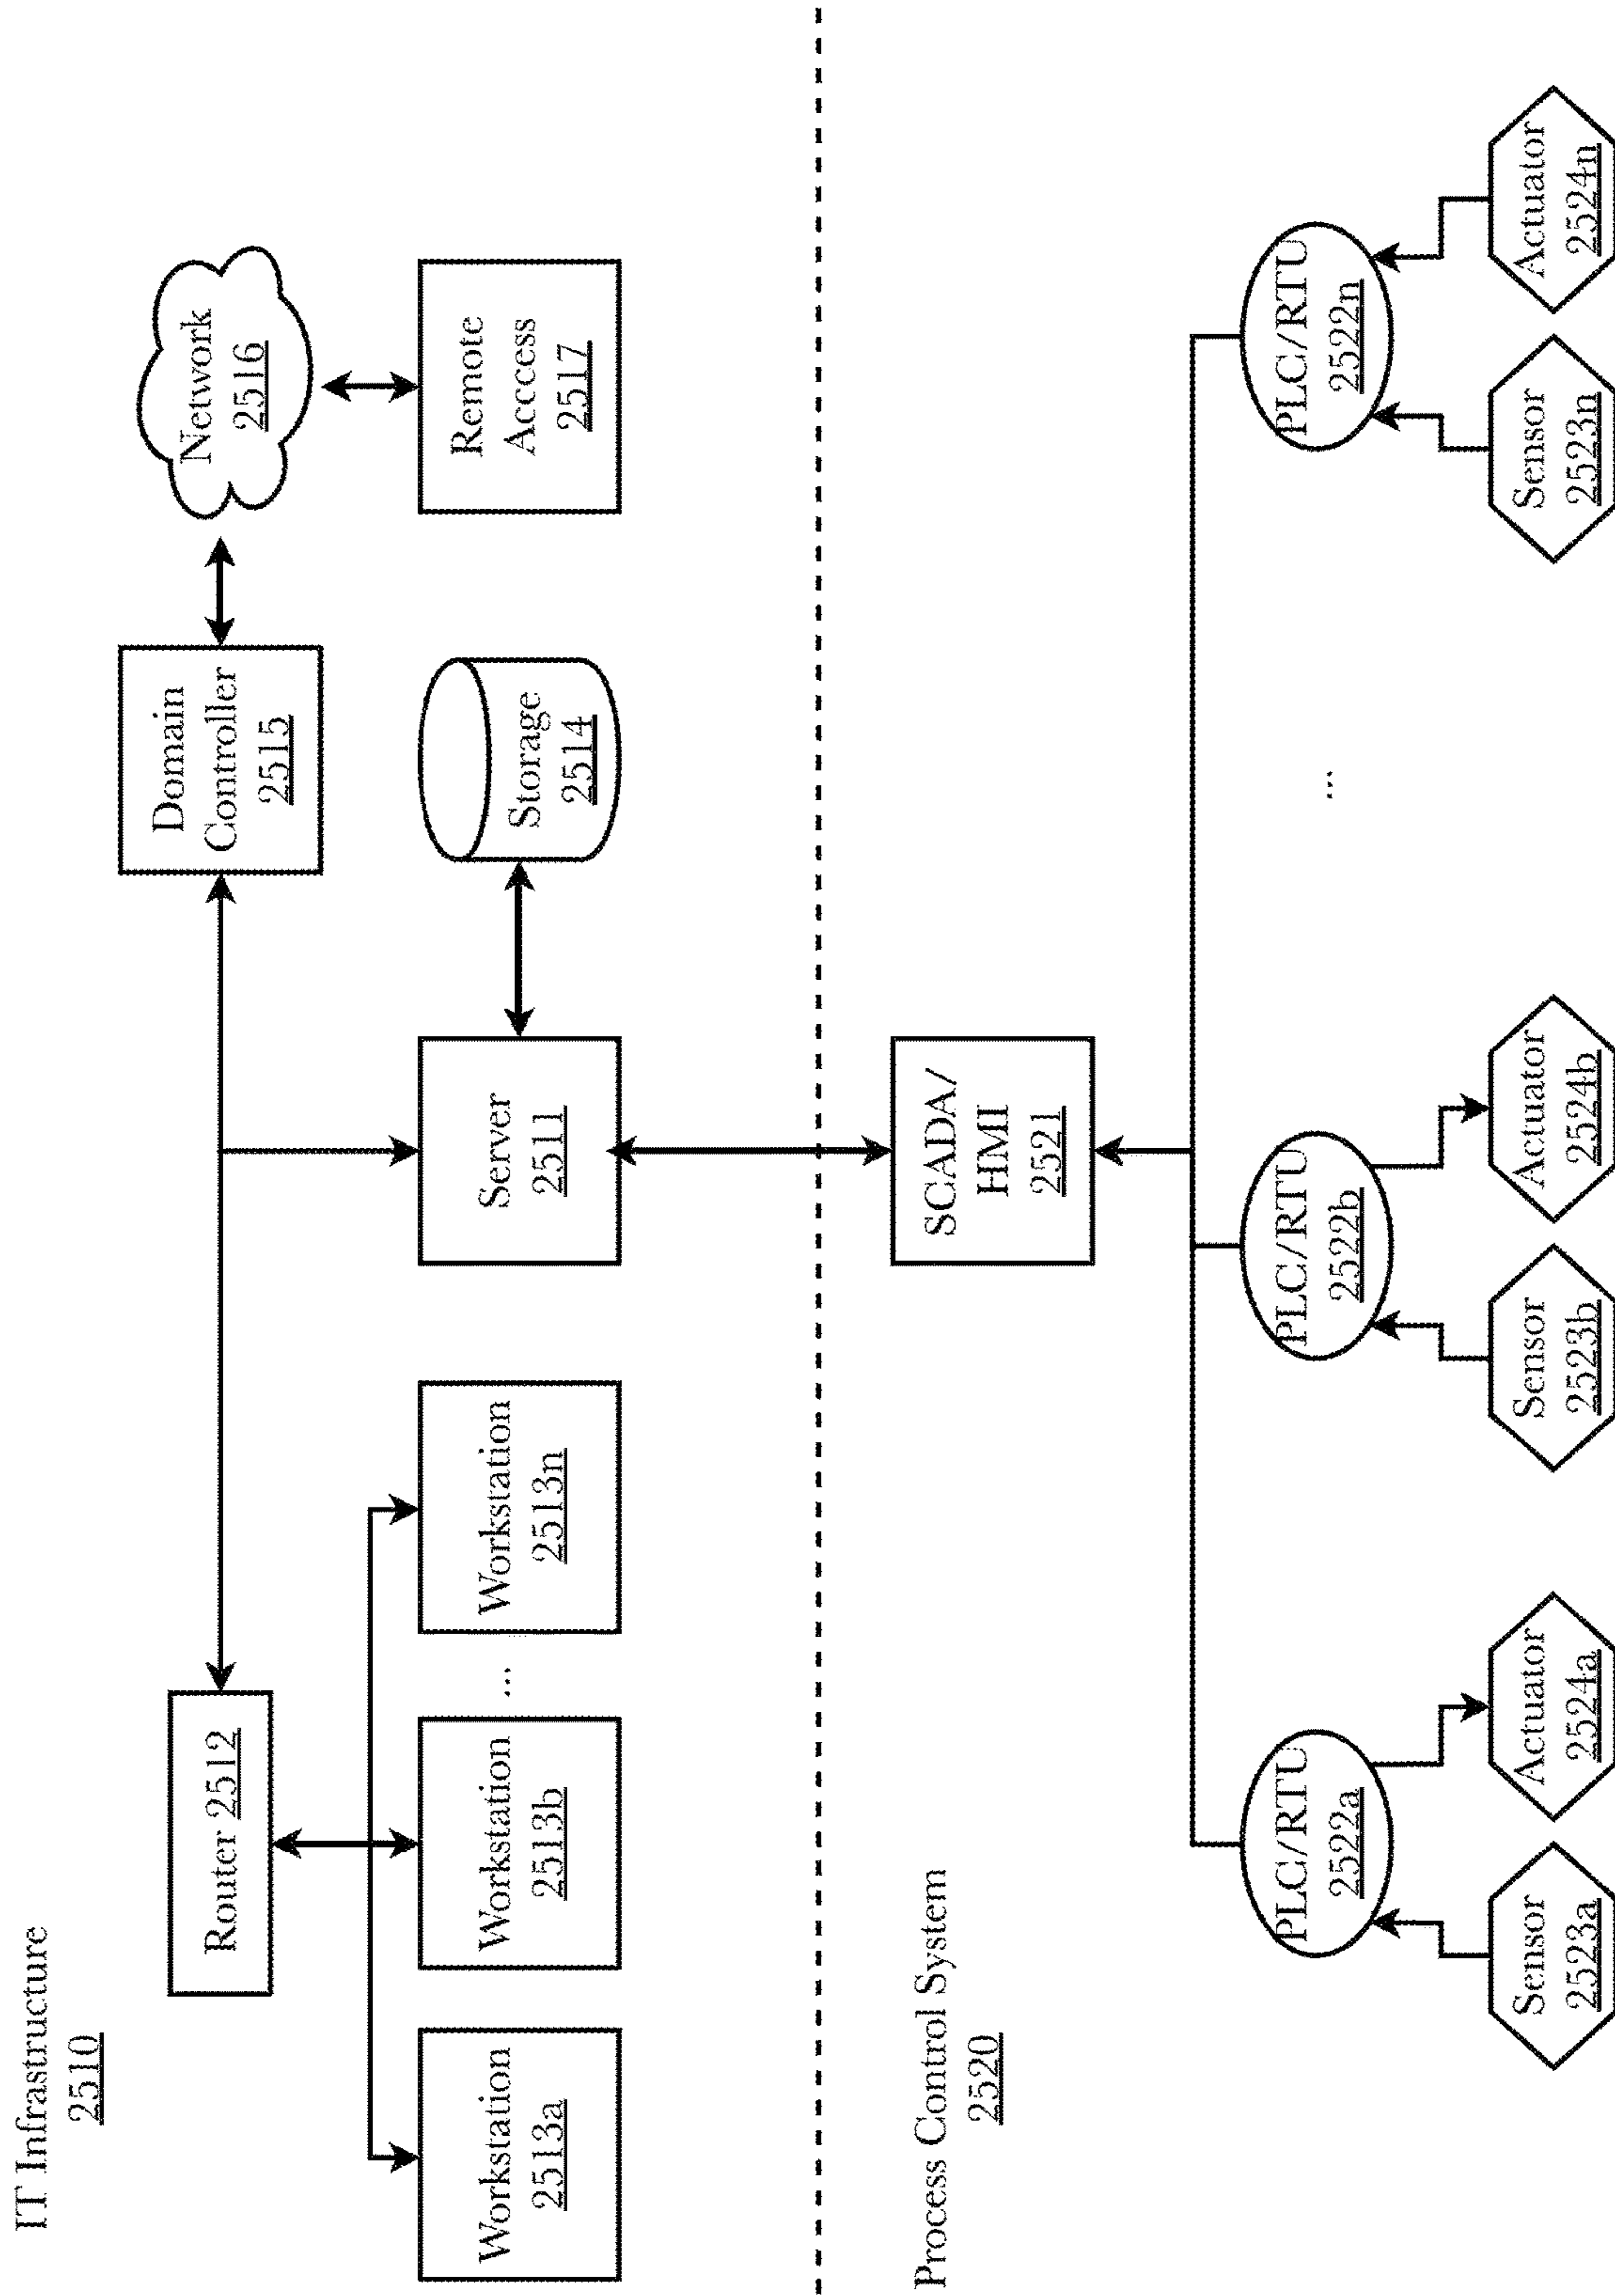 IT Infrastructure
2510
Router 2512
Domain
Controller
2515
Network
2516
Workstation
2513a
Workstation
2513b
...
Workstation
2513n
Server
2511
Storage
2514
Remote
Access
2517
Process Control System
2520
SCADA/
HMI
2521
PLC/RTU
2522a
PLC/RTU
2522b
...
PLC/RTU
2522n
Sensor
2523a
Actuator
2524a
Sensor
2523b
Actuator
2524b
Sensor
2523n
Actuator
2524n